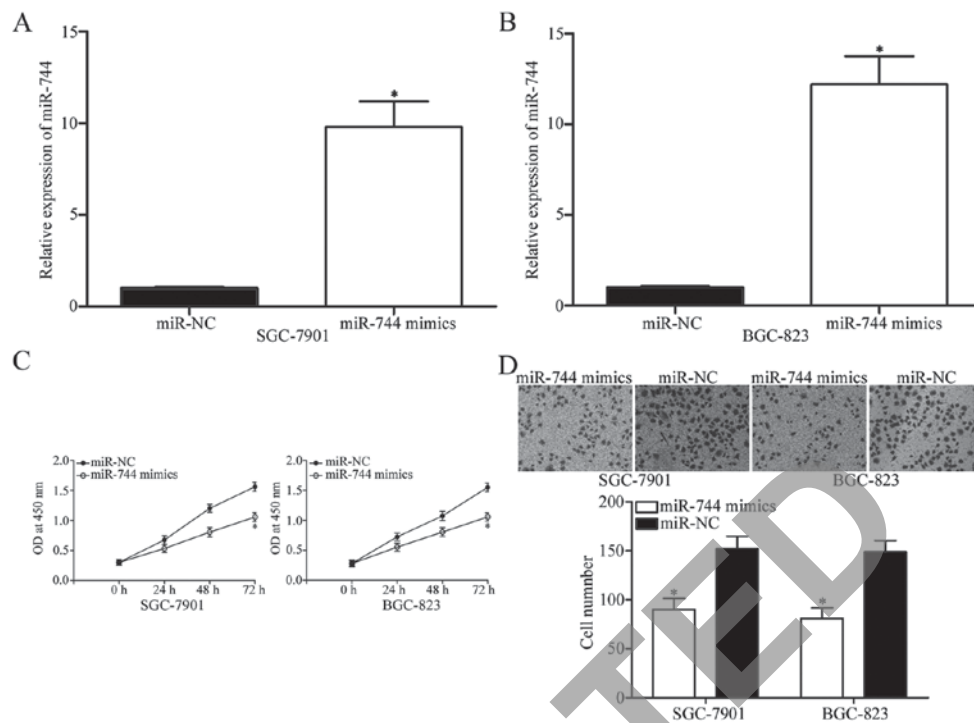 A
Relative expression of miR-744
15
10
5
0
*
miR-NC
miR-744 mimics
SGC-7901
B
Relative expression of miR-744
15
10
5
0
*
miR-NC
miR-744 mimics
BGC-823
C
miR-NC
miR-744 mimics
OD at 450 nm
2.0
1.5
1.0
0.5
0.0
*
0 h 24 h 48 h 72 h
SGC-7901
miR-NC
miR-744 mimics
OD at 450 nm
2.0
1.5
1.0
0.5
0.0
*
0 h 24 h 48 h 72 h
BGC-823
D
miR-744 mimics miR-NC miR-744 mimics miR-NC
SGC-7901 BGC-823
miR-744 mimics
miR-NC
Cell numnber
200
150
100
50
0
* *
SGC-7901 BGC-823
TED